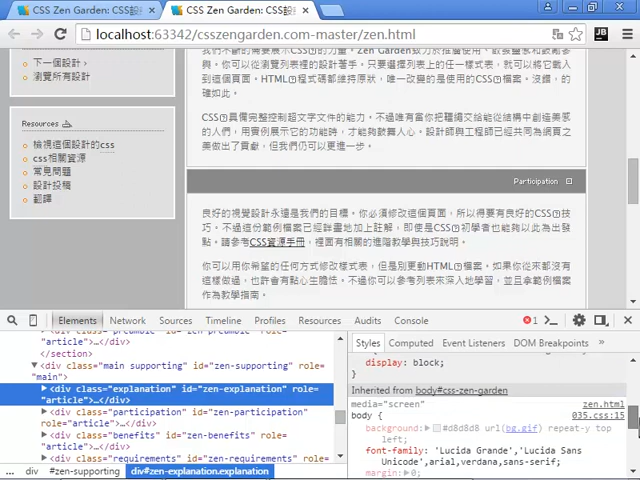 CSS Zen Garden: CSS設
CSS Zen Garden: CSS設
localhost:63342/csszengarden.com-master/zen.html
下一個設計 ›
瀏覽所有設計
Resources
檢視這個設計的css
css相關資源
常見問題
設計投稿
翻譯
我們不斷的需要展示CSS的力量。Zen Garden致力於推廣使用、啟發靈感和鼓勵參
與。你可以從瀏覽列表裡的設計著手。只要選擇列表上的任一樣式表，就可以將它載入
到這個頁面。HTML程式碼都維持原狀，唯一改變的是使用的CSS檔案。沒錯，的
確如此。
CSS具備完整控制超文字文件的能力。不過唯有當你把韁繩交給能從結構中創造美感
的人們，用實例展示它的功能時，才能夠鼓舞人心。設計師與工程師已經共同為網頁之
美做出了貢獻，但我們仍可以更進一步。
Participation
良好的視覺設計永遠是我們的目標。你必須修改這個頁面，所以得要有良好的CSS技
巧。不過這份範例檔案已經詳盡地加上註解，即使是CSS初學者也能夠以此為出發
點。請參考CSS資源手冊，裡面有相關的進階教學與技巧說明。
你可以用你希望的任何方式修改樣式表，但是別更動HTML檔案。如果你從來都沒有
這樣做過，也許會有點心生膽怯。不過你可以參考列表來深入地學習，並且拿範例檔案
作為教學指南。
Elements Network Sources Timeline Profiles Resources Audits Console 1
"article">…</div>
</section>
<div class="main supporting" id="zen-supporting" role=
"main">
<div class="explanation" id="zen-explanation" role=
"article">…</div>
<div class="participation" id="zen-participation"
role="article">…</div>
<div class="benefits" id="zen-benefits" role=
"article">…</div>
<div class="requirements" id="zen-requirements"
... div #zen-supporting div#zen-explanation.explanation
Styles Computed Event Listeners DOM Breakpoints »
display: block;
}
Inherited from body#css-zen-garden
media="screen" zen.html
body { 035.css:15
background: #d8d8d8 url(bg.gif) repeat-y top
left;
font-family: 'Lucida Grande','Lucida Sans
Unicode',arial,verdana,sans-serif;
margin: 0;